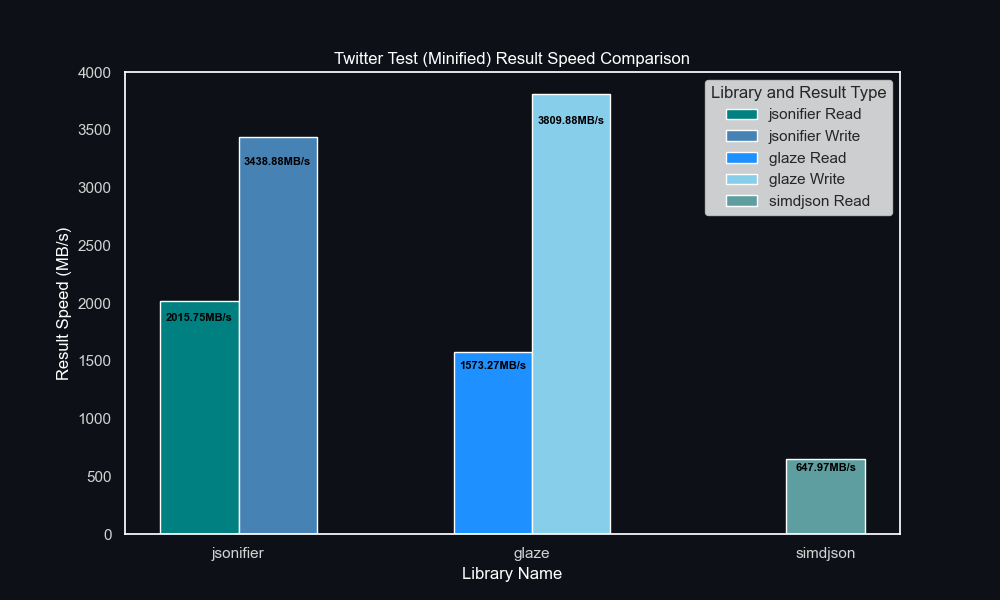 Twitter Test (Minified) Result Speed Comparison
4000
3500
3000
2500
2000
1500
1000
500
0
Result Speed (MB/s)
2015.75MB/s
3438.88MB/s
1573.27MB/s
3809.88MB/s
647.97MB/s
Library and Result Type
jsonifier Read
jsonifier Write
glaze Read
glaze Write
simdjson Read
jsonifier
glaze
simdjson
Library Name